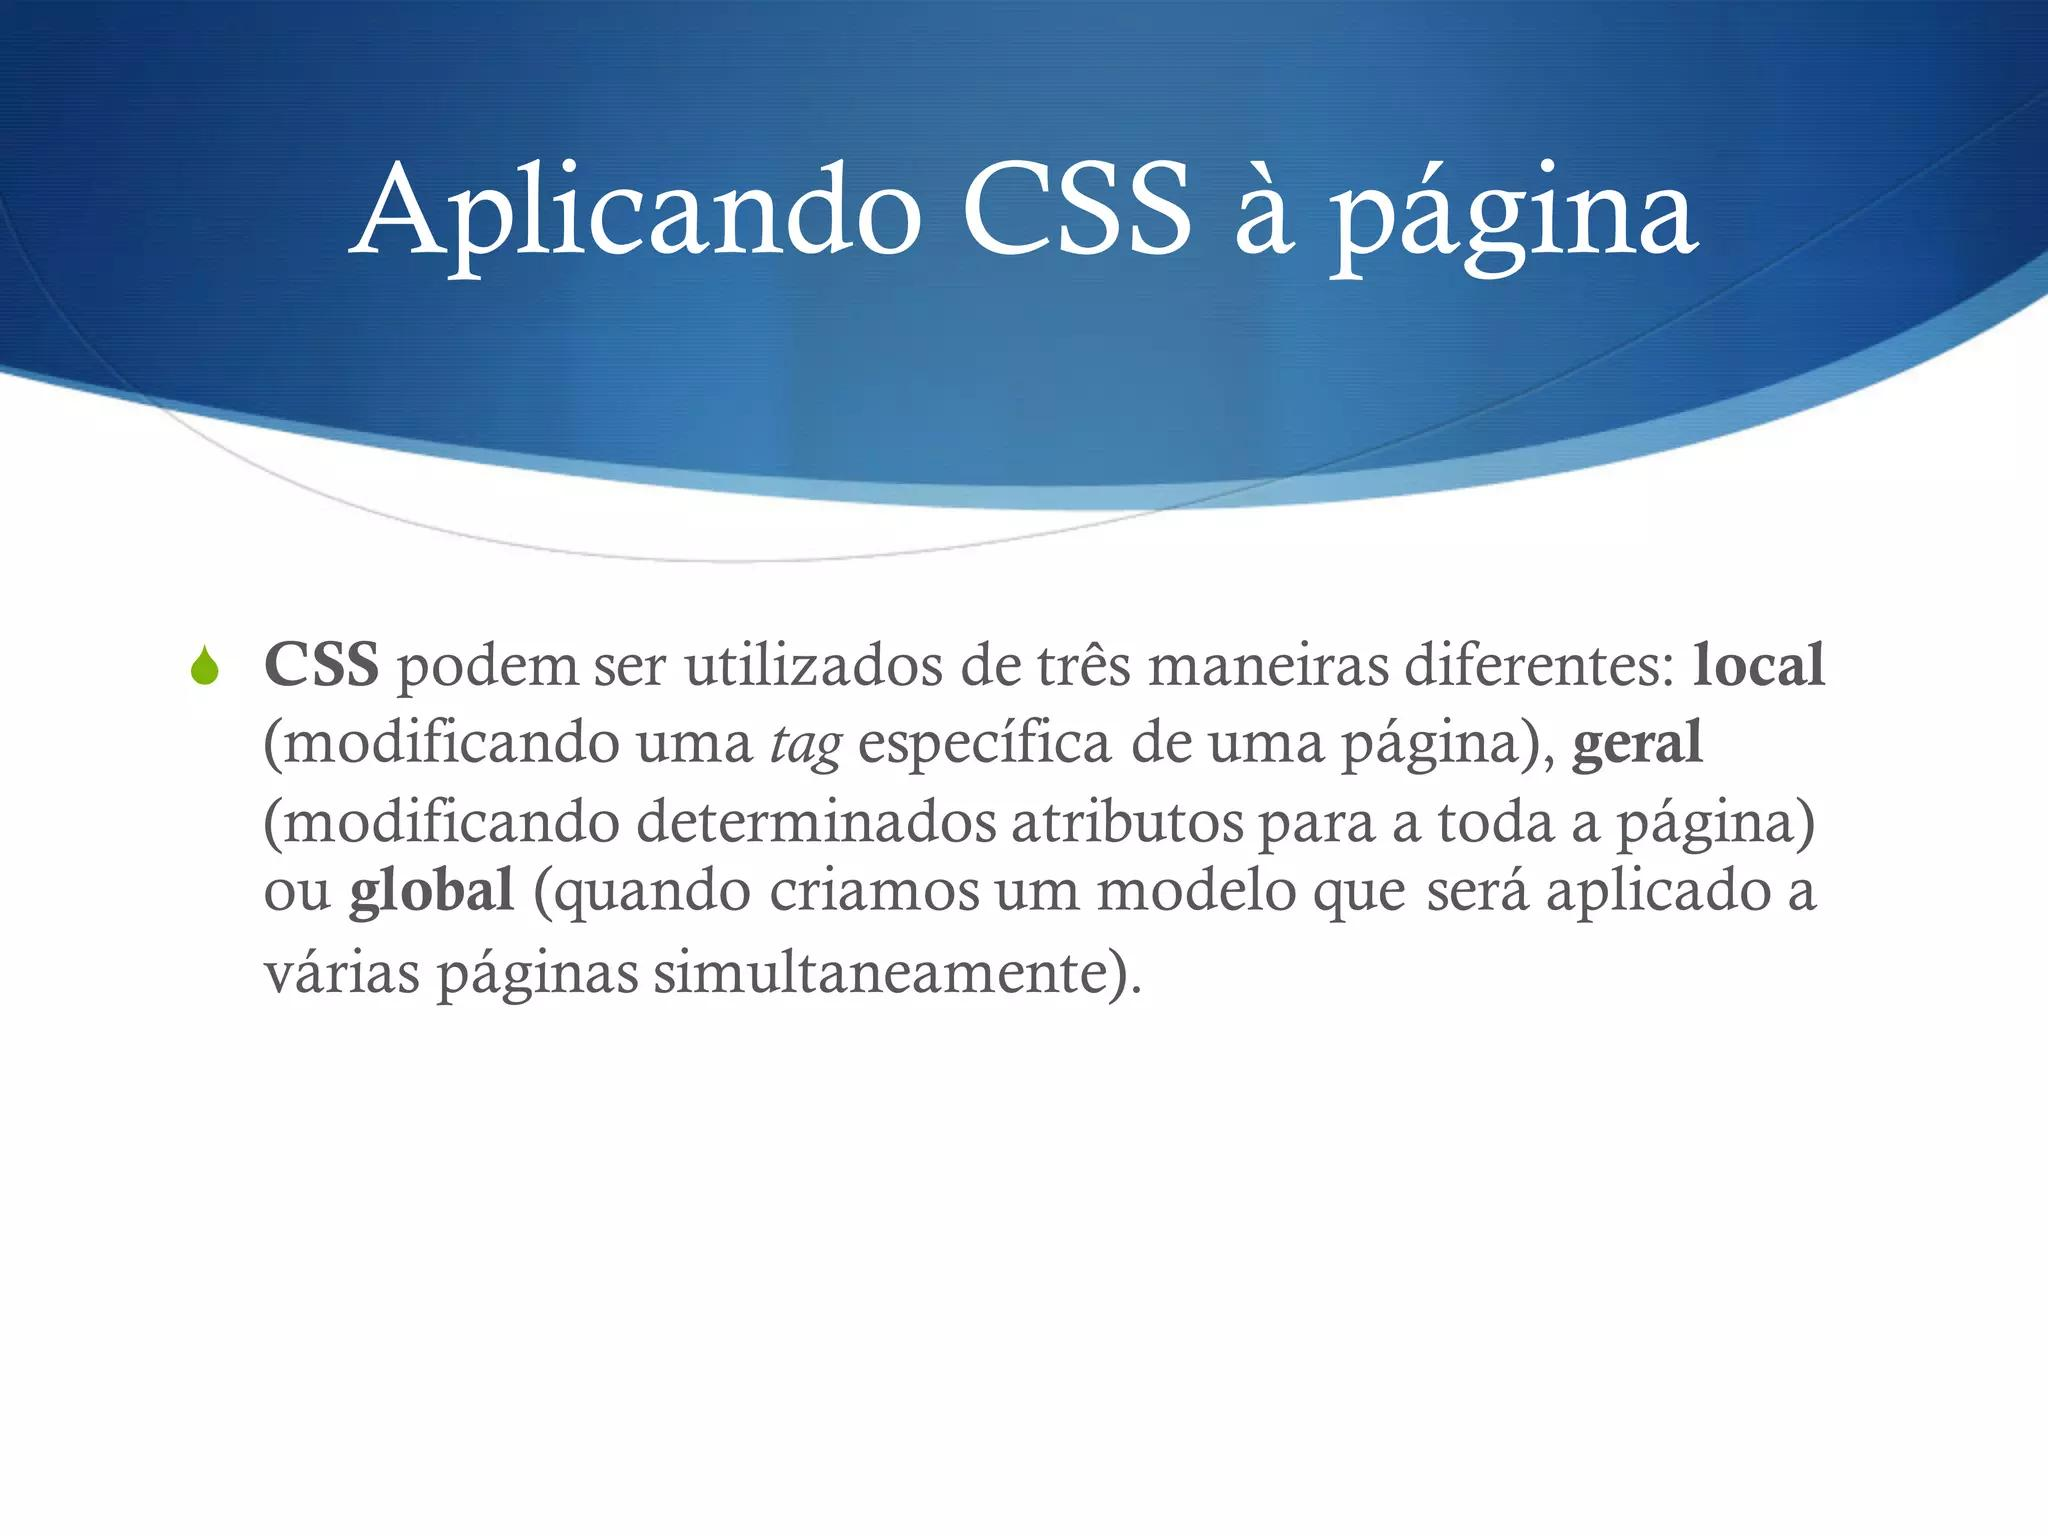 Aplicando CSS à página
CSS podem ser utilizados de três maneiras diferentes: local
(modificando uma tag específica de uma página), geral
(modificando determinados atributos para a toda a página)
ou global (quando criamos um modelo que será aplicado a
várias páginas simultaneamente).